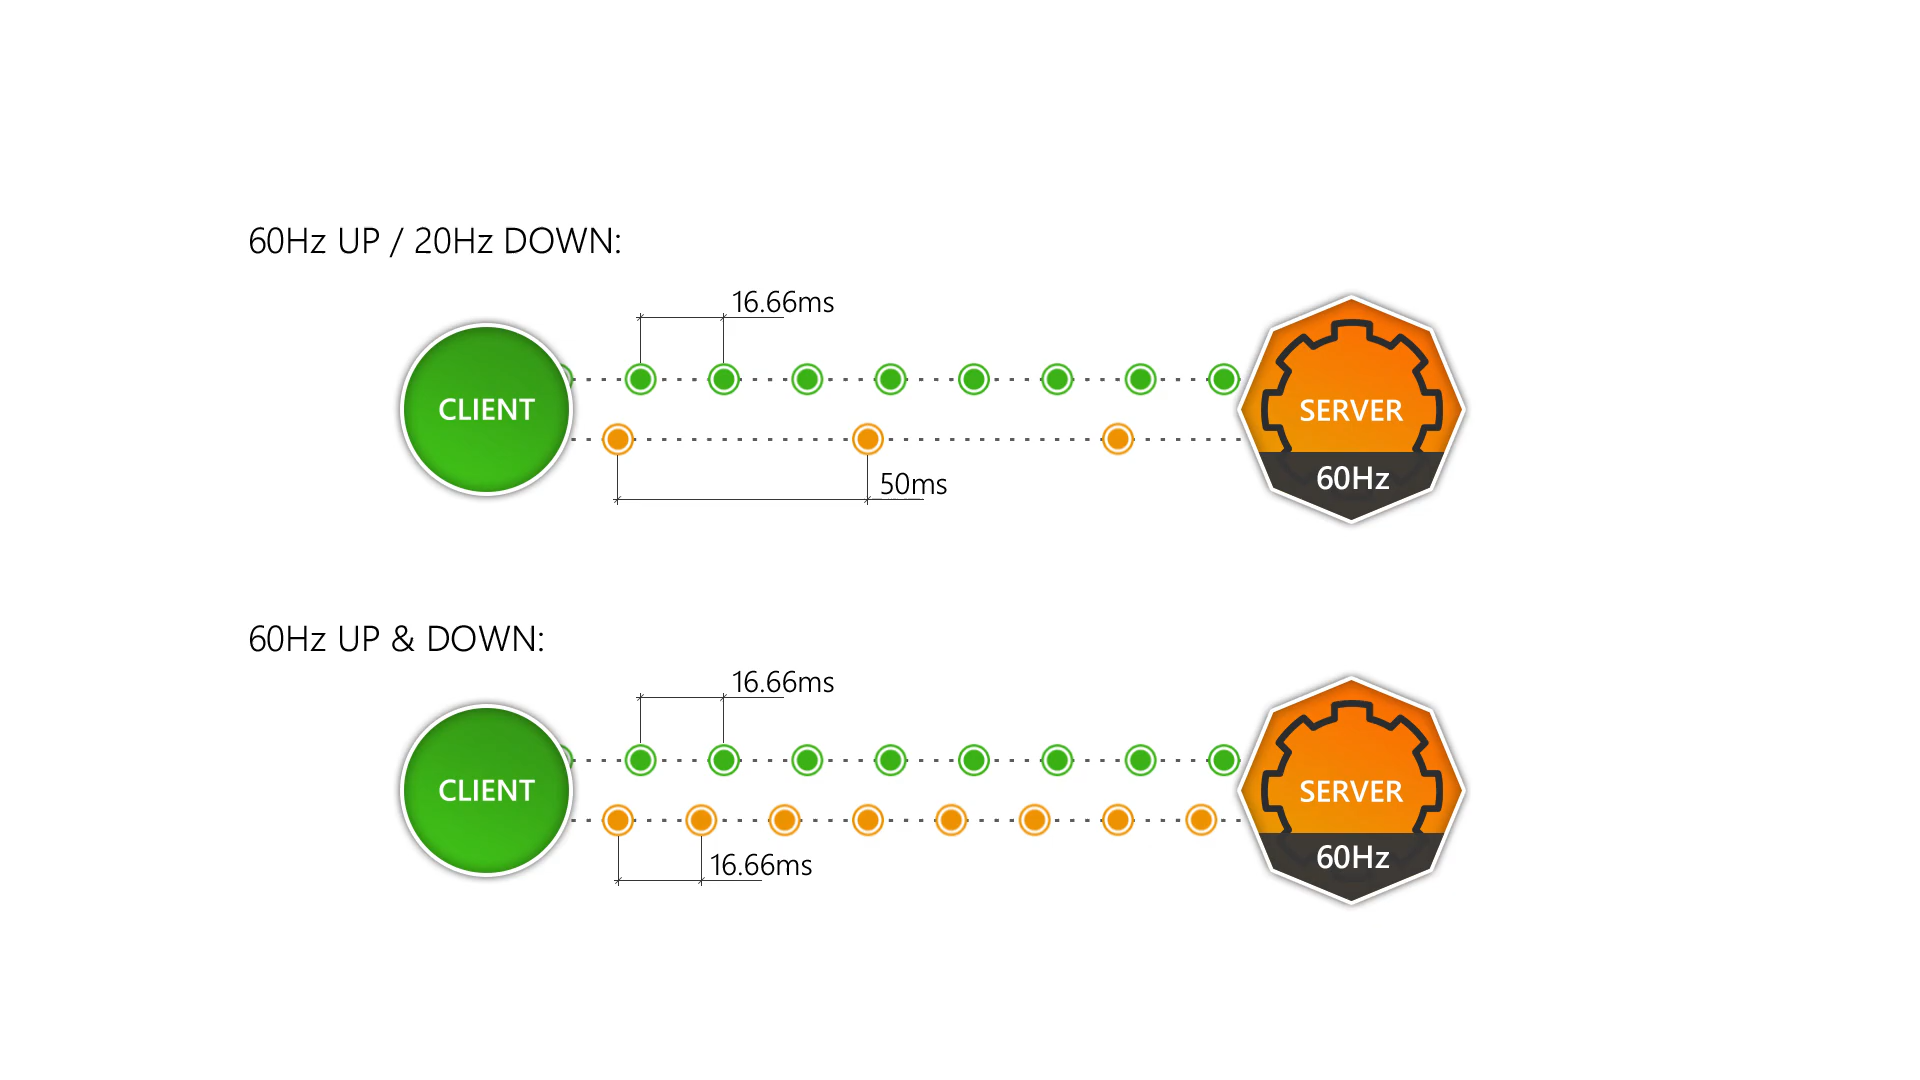 60Hz UP / 20Hz DOWN:
16.66ms
CLIENT
SERVER
50ms
60Hz
60Hz UP & DOWN:
16.66ms
CLIENT
SERVER
16.66ms
60Hz